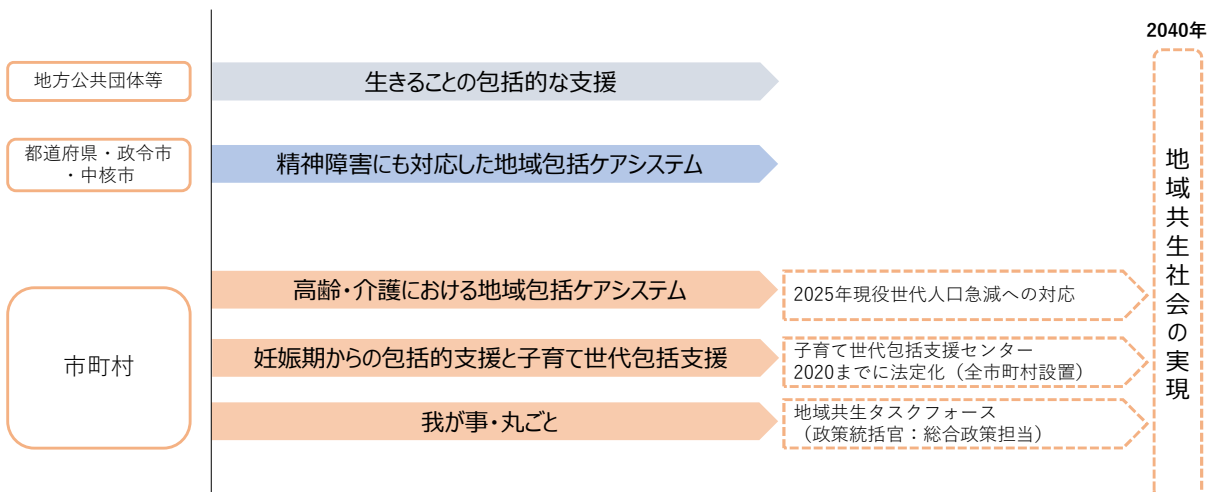 2040年
地方公共団体等
生きることの包括的な支援
都道府県・政令市
・中核市
精神障害にも対応した地域包括ケアシステム
市町村
高齢・介護における地域包括ケアシステム
2025年現役世代人口急減への対応
妊娠期からの包括的支援と子育て世代包括支援
子育て世代包括支援センター
2020までに法定化（全市町村設置）
我が事・丸ごと
地域共生タスクフォース
（政策統括官：総合政策担当）
地域共生社会の実現